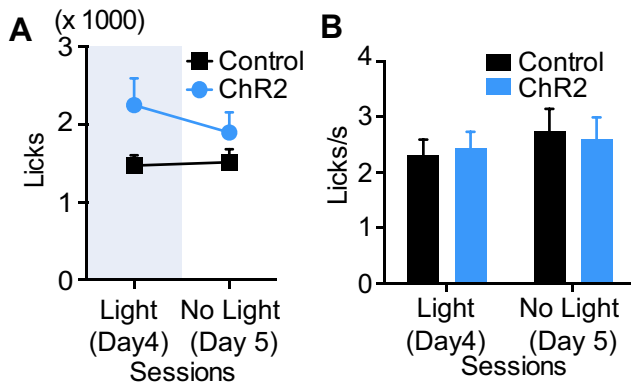 A
(x 1000)
Control
ChR2
3
2
1
0
Licks
Light
(Day4)
No Light
(Day 5)
Sessions
B
Control
ChR2
4
3
2
1
0
Licks/s
Light
(Day4)
No Light
(Day 5)
Sessions